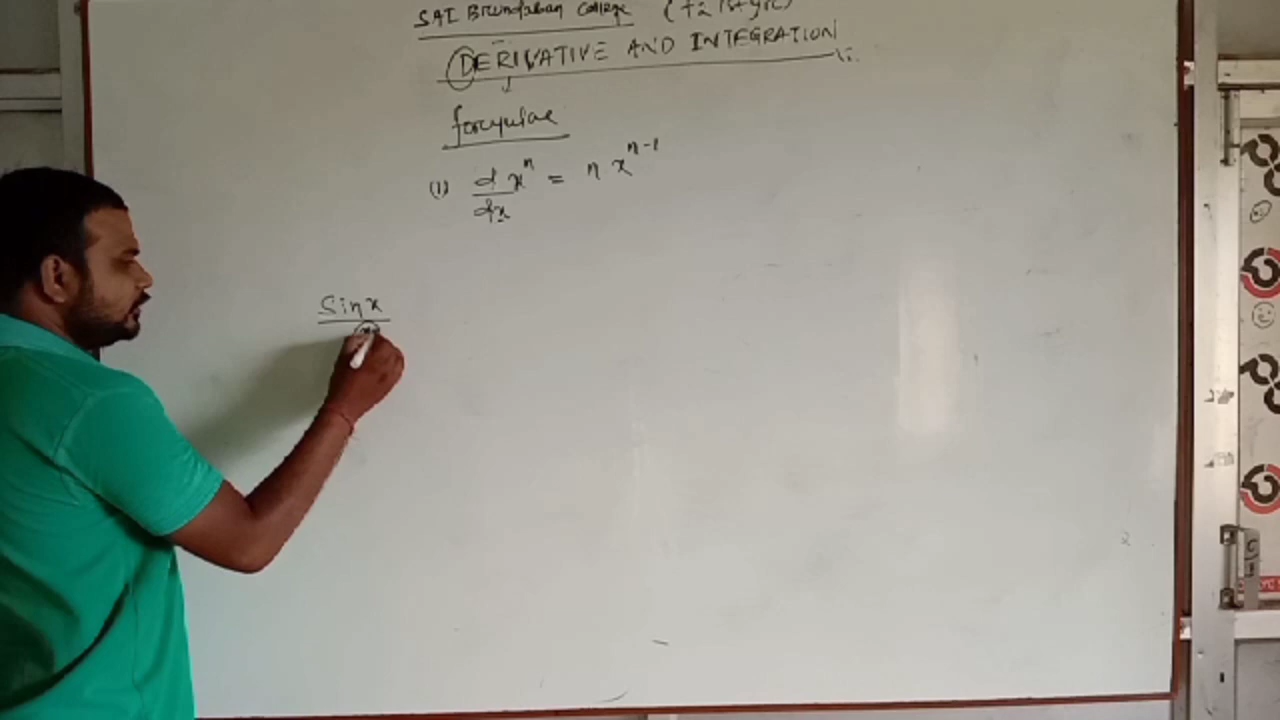 SAI Brundaban College (+2 1st yr)
DERIVATIVE AND INTEGRATION
formulae
(1) d/dx x^n = n x^{n-1}
Sin x